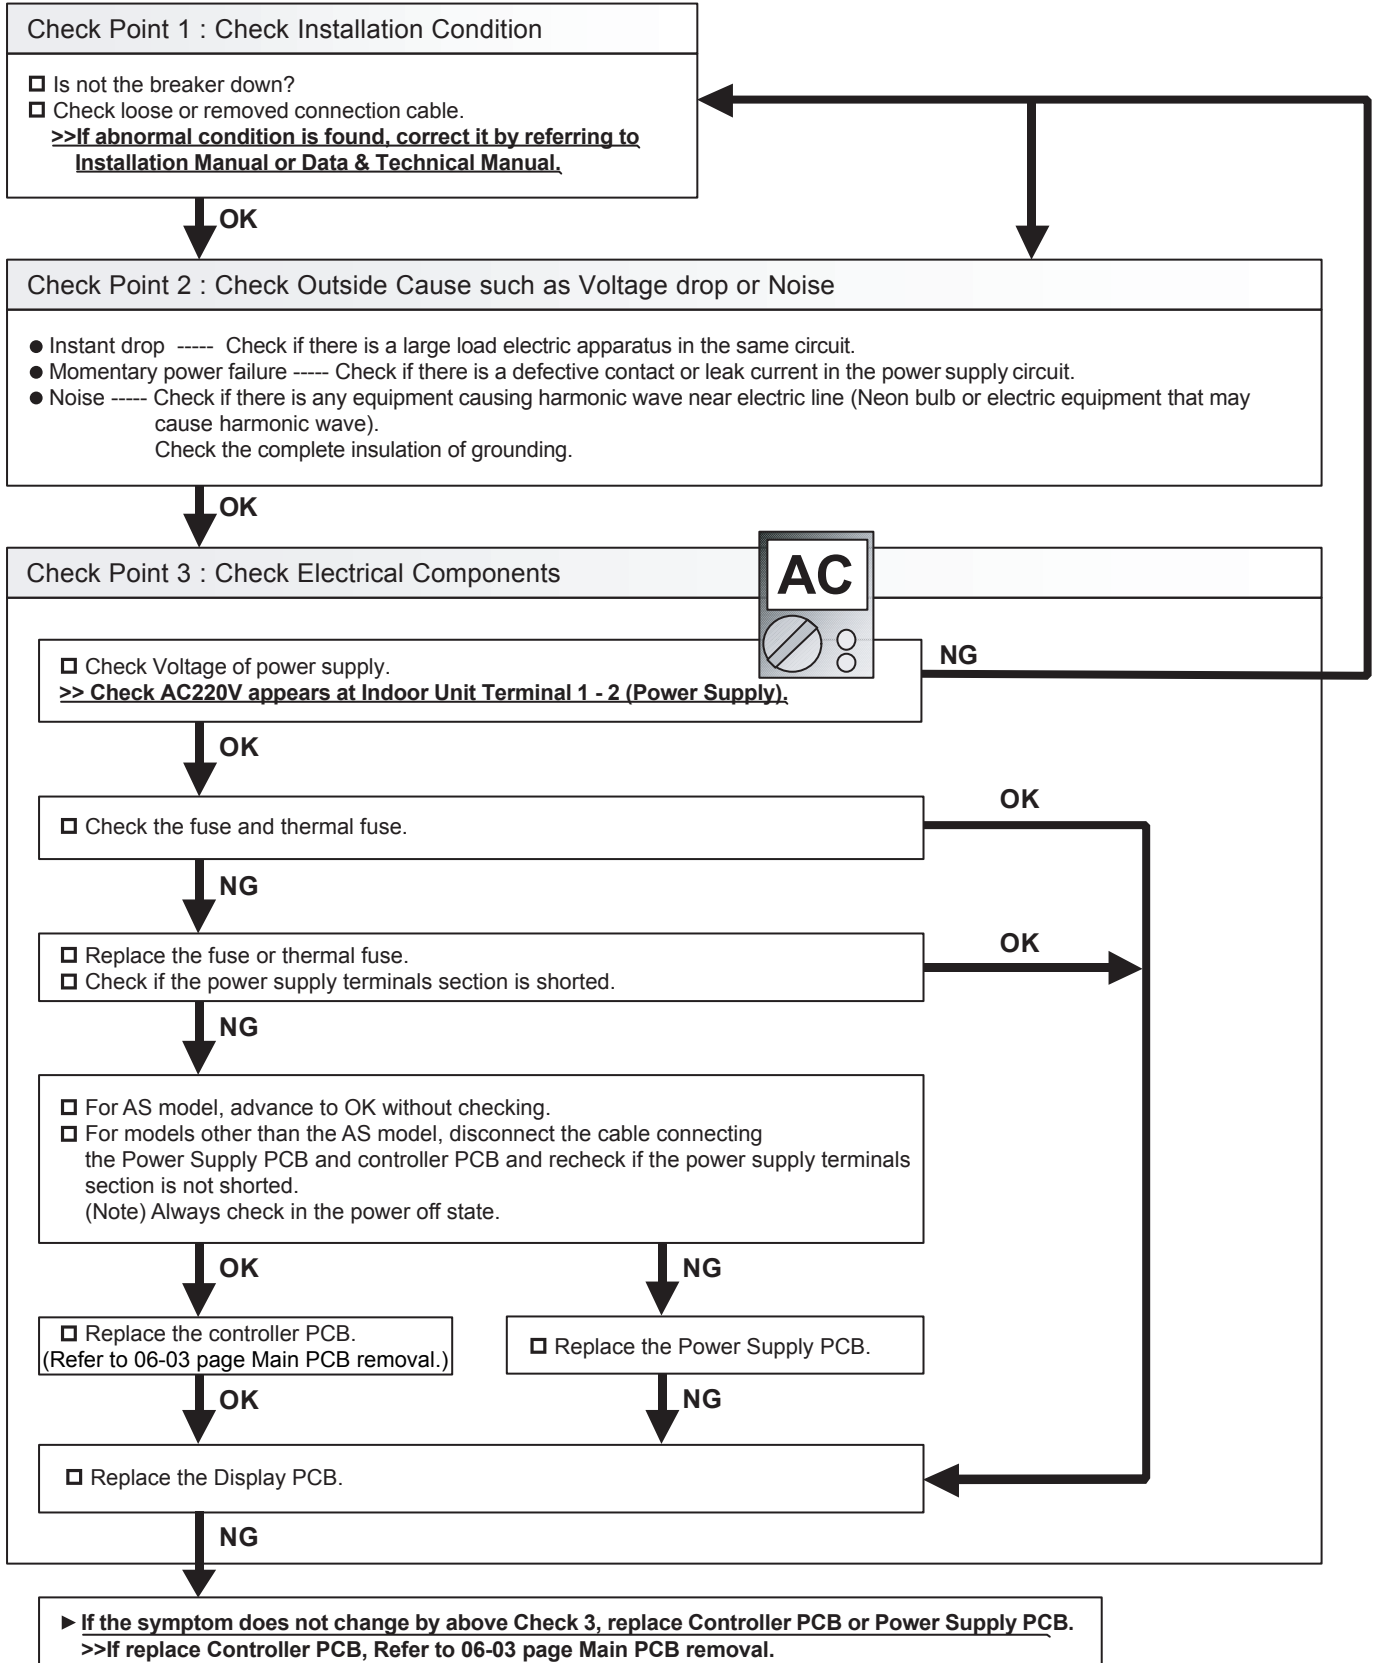 Check Point 1 : Check Installation Condition
Is not the breaker down?
Check loose or removed connection cable.
>>If abnormal condition is found, correct it by referring to
Installation Manual or Data & Technical Manual.
OK
Check Point 2 : Check Outside Cause such as Voltage drop or Noise
● Instant drop ----- Check if there is a large load electric apparatus in the same circuit.
● Momentary power failure ----- Check if there is a defective contact or leak current in the power supply circuit.
● Noise ----- Check if there is any equipment causing harmonic wave near electric line (Neon bulb or electric equipment that may
cause harmonic wave).
Check the complete insulation of grounding.
OK
Check Point 3 : Check Electrical Components
AC
Check Voltage of power supply.
>> Check AC220V appears at Indoor Unit Terminal 1 - 2 (Power Supply).
NG
OK
Check the fuse and thermal fuse.
OK
NG
Replace the fuse or thermal fuse.
Check if the power supply terminals section is shorted.
OK
NG
For AS model, advance to OK without checking.
For models other than the AS model, disconnect the cable connecting
the Power Supply PCB and controller PCB and recheck if the power supply terminals
section is not shorted.
(Note) Always check in the power off state.
OK
NG
Replace the controller PCB.
(Refer to 06-03 page Main PCB removal.)
Replace the Power Supply PCB.
OK
NG
Replace the Display PCB.
NG
►If the symptom does not change by above Check 3, replace Controller PCB or Power Supply PCB.
>>If replace Controller PCB, Refer to 06-03 page Main PCB removal.